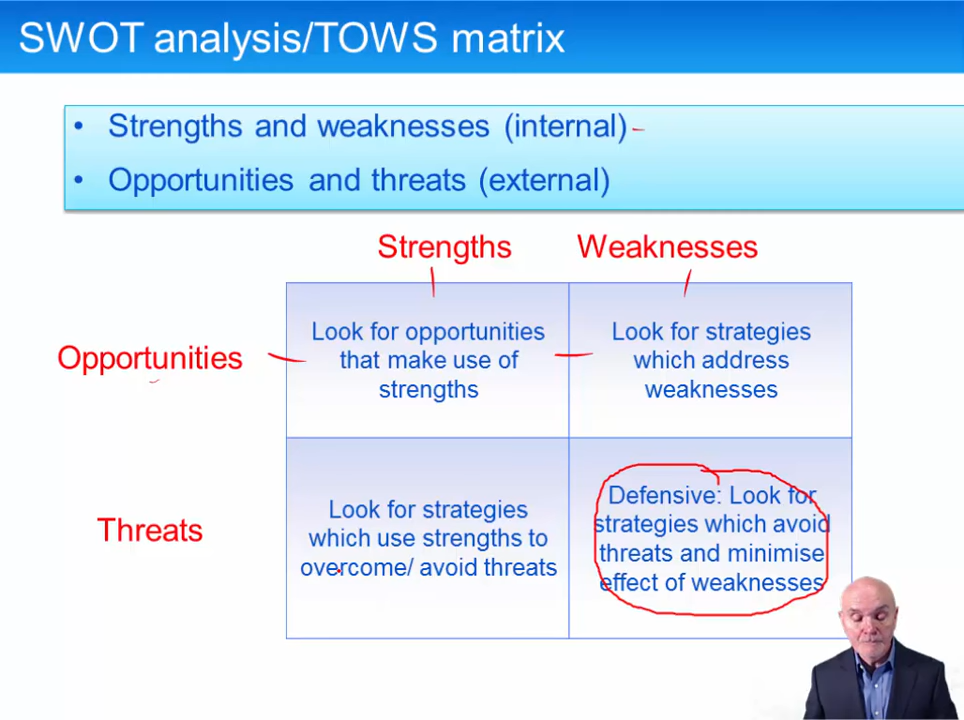 SWOT analysis/TOWS matrix
• Strengths and weaknesses (internal)
• Opportunities and threats (external)
Strengths Weaknesses
Opportunities
Look for opportunities
that make use of
strengths
Look for strategies
which address
weaknesses
Threats
Look for strategies
which use strengths to
overcome/ avoid threats
Defensive: Look for
strategies which avoid
threats and minimise
effect of weaknesses